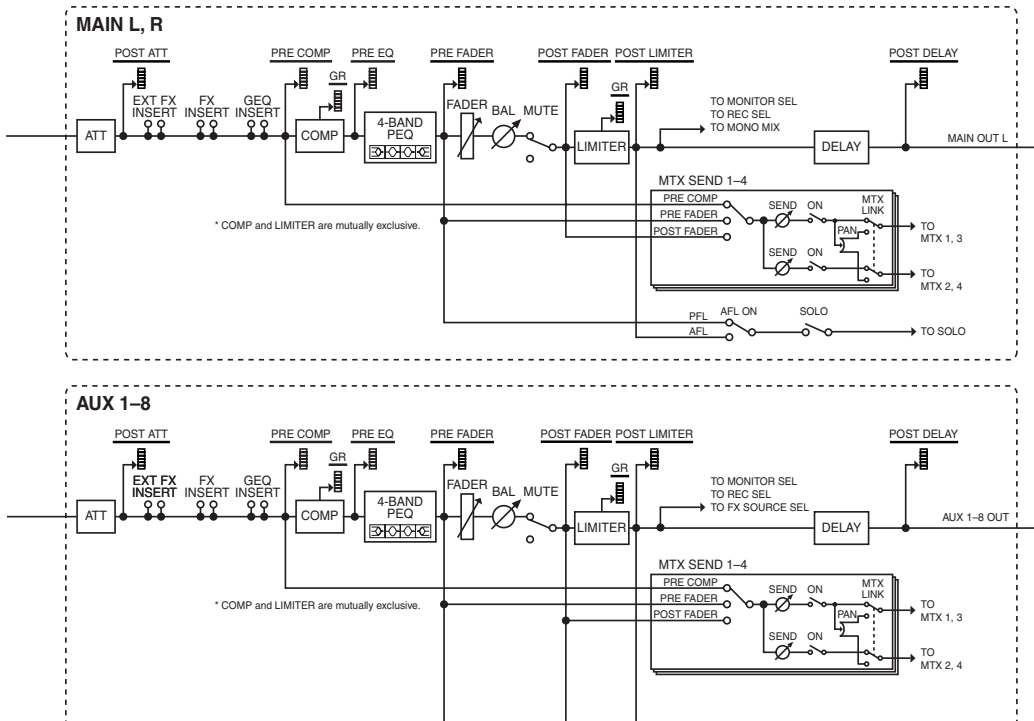 MAIN L, R
POST ATT
PRE COMP
PRE EQ
PRE FADER
POST FADER
POST LIMITER
POST DELAY
GR
GR
EXT FX
INSERT
FX
INSERT
GEQ
INSERT
FADER
BAL
MUTE
TO MONITOR SEL
TO REC SEL
TO MONO MIX
ATT
COMP
4-BAND
PEQ
LIMITER
DELAY
MAIN OUT L
MTX SEND 1–4
PRE COMP
PRE FADER
POST FADER
SEND
ON
MTX
LINK
PAN
SEND
ON
TO
MTX 1, 3
TO
MTX 2, 4
* COMP and LIMITER are mutually exclusive.
PFL
AFL
AFL ON
SOLO
TO SOLO
AUX 1–8
POST ATT
PRE COMP
PRE EQ
PRE FADER
POST FADER
POST LIMITER
POST DELAY
GR
GR
EXT FX
INSERT
FX
INSERT
GEQ
INSERT
FADER
BAL
MUTE
TO MONITOR SEL
TO REC SEL
TO FX SOURCE SEL
ATT
COMP
4-BAND
PEQ
LIMITER
DELAY
AUX 1–8 OUT
MTX SEND 1–4
PRE COMP
PRE FADER
POST FADER
SEND
ON
MTX
LINK
PAN
SEND
ON
TO
MTX 1, 3
TO
MTX 2, 4
* COMP and LIMITER are mutually exclusive.